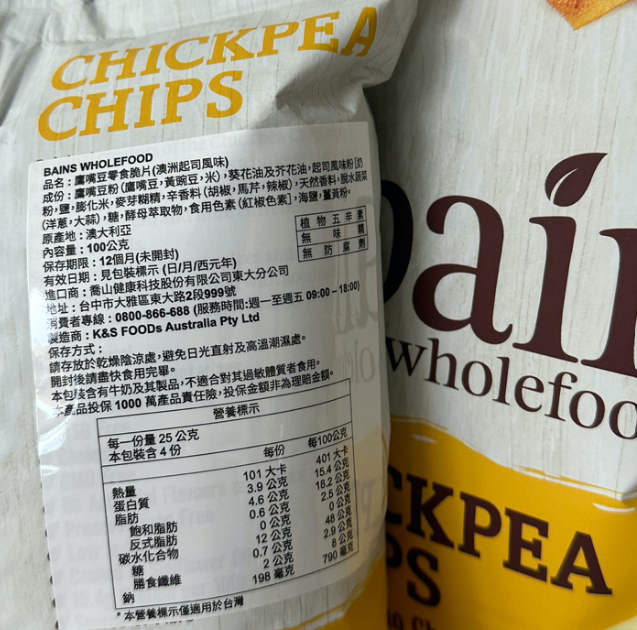 CHICKPEA
CHIPS
BAINS WHOLEFOOD
品名：鷹嘴豆零食脆片(澳洲起司風味)
成份：鷹嘴豆粉(鷹嘴豆,黃豌豆,米),葵花油及芥花油,起司風味粉[奶
粉,鹽,膨化米,麥芽糊精,辛香料(胡椒,馬芹,辣椒),天然香料,脫水蔬菜
(洋蔥,大蒜),糖,酵母萃取物,食用色素(紅椒色素],海鹽,薑黃粉。
原產地：澳大利亞
植物五辛素
內容量：100公克
無 味 精
保存期限：12個月(未開封)
無 防 腐 劑
有效日期：見包裝標示 (日/月/西元年)
進口商：喬山健康科技股份有限公司東大分公司
地址：台中市大雅區東大路2段999號
消費者專線：0800-866-688 (服務時間:週一至週五 09:00－18:00)
製造商：K&S FOODs Australia Pty Ltd
保存方式：
請存放於乾燥陰涼處,避免日光直射及高溫潮濕處。
開封後請盡快食用完畢。
本包裝含有牛奶及其製品,不適合對其過敏體質者食用。
本產品投保 1000 萬產品責任險,投保金額非為理賠金額。
營養標示
每一份量 25 公克
本包裝含 4 份
每份 每100公克
熱量 101 大卡 401 大卡
蛋白質 3.9 公克 15.4 公克
脂肪 4.6 公克 18.2 公克
飽和脂肪 0.6 公克 2.5 公克
反式脂肪 0 公克 0 公克
碳水化合物 12 公克 48 公克
糖 0.7 公克 2.9 公克
膳食纖維 2 公克 8 公克
鈉 198 毫克 790 毫克
*本營養標示僅適用於台灣
bai
wholefoo
CKPEA
PS